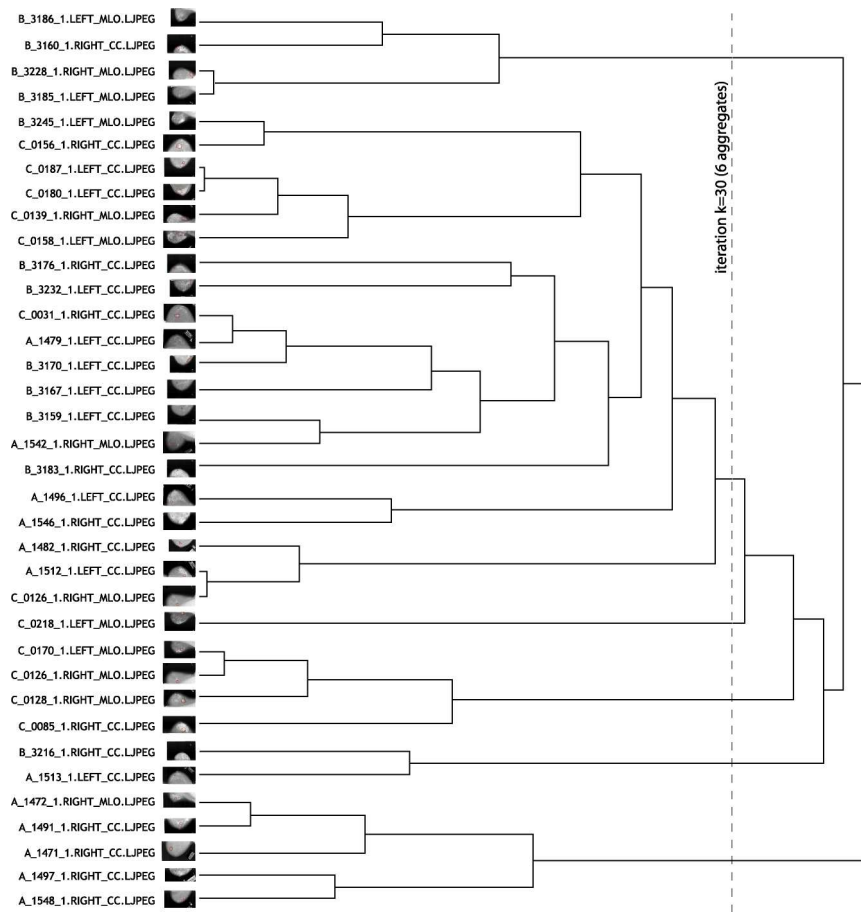 B_3186_1.LEFT_MLO.LJPEG
B_3160_1.RIGHT_CC.LJPEG
B_3228_1.RIGHT_MLO.LJPEG
B_3185_1.LEFT_MLO.LJPEG
B_3245_1.LEFT_MLO.LJPEG
C_0156_1.RIGHT_CC.LJPEG
C_0187_1.LEFT_CC.LJPEG
C_0180_1.LEFT_CC.LJPEG
C_0139_1.RIGHT_MLO.LJPEG
C_0158_1.LEFT_MLO.LJPEG
B_3176_1.RIGHT_CC.LJPEG
B_3232_1.LEFT_CC.LJPEG
C_0031_1.RIGHT_CC.LJPEG
A_1479_1.LEFT_CC.LJPEG
B_3170_1.LEFT_CC.LJPEG
B_3167_1.LEFT_CC.LJPEG
B_3159_1.LEFT_CC.LJPEG
A_1542_1.RIGHT_MLO.LJPEG
B_3183_1.RIGHT_CC.LJPEG
A_1496_1.LEFT_CC.LJPEG
A_1546_1.RIGHT_CC.LJPEG
A_1482_1.RIGHT_CC.LJPEG
A_1512_1.LEFT_CC.LJPEG
C_0126_1.RIGHT_MLO.LJPEG
C_0218_1.LEFT_MLO.LJPEG
C_0170_1.LEFT_MLO.LJPEG
C_0126_1.RIGHT_MLO.LJPEG
C_0128_1.RIGHT_MLO.LJPEG
C_0085_1.RIGHT_CC.LJPEG
B_3216_1.RIGHT_CC.LJPEG
A_1513_1.LEFT_CC.LJPEG
A_1472_1.RIGHT_MLO.LJPEG
A_1491_1.RIGHT_CC.LJPEG
A_1471_1.RIGHT_CC.LJPEG
A_1497_1.RIGHT_CC.LJPEG
A_1548_1.RIGHT_CC.LJPEG
iteration k=30 (6 aggregates)